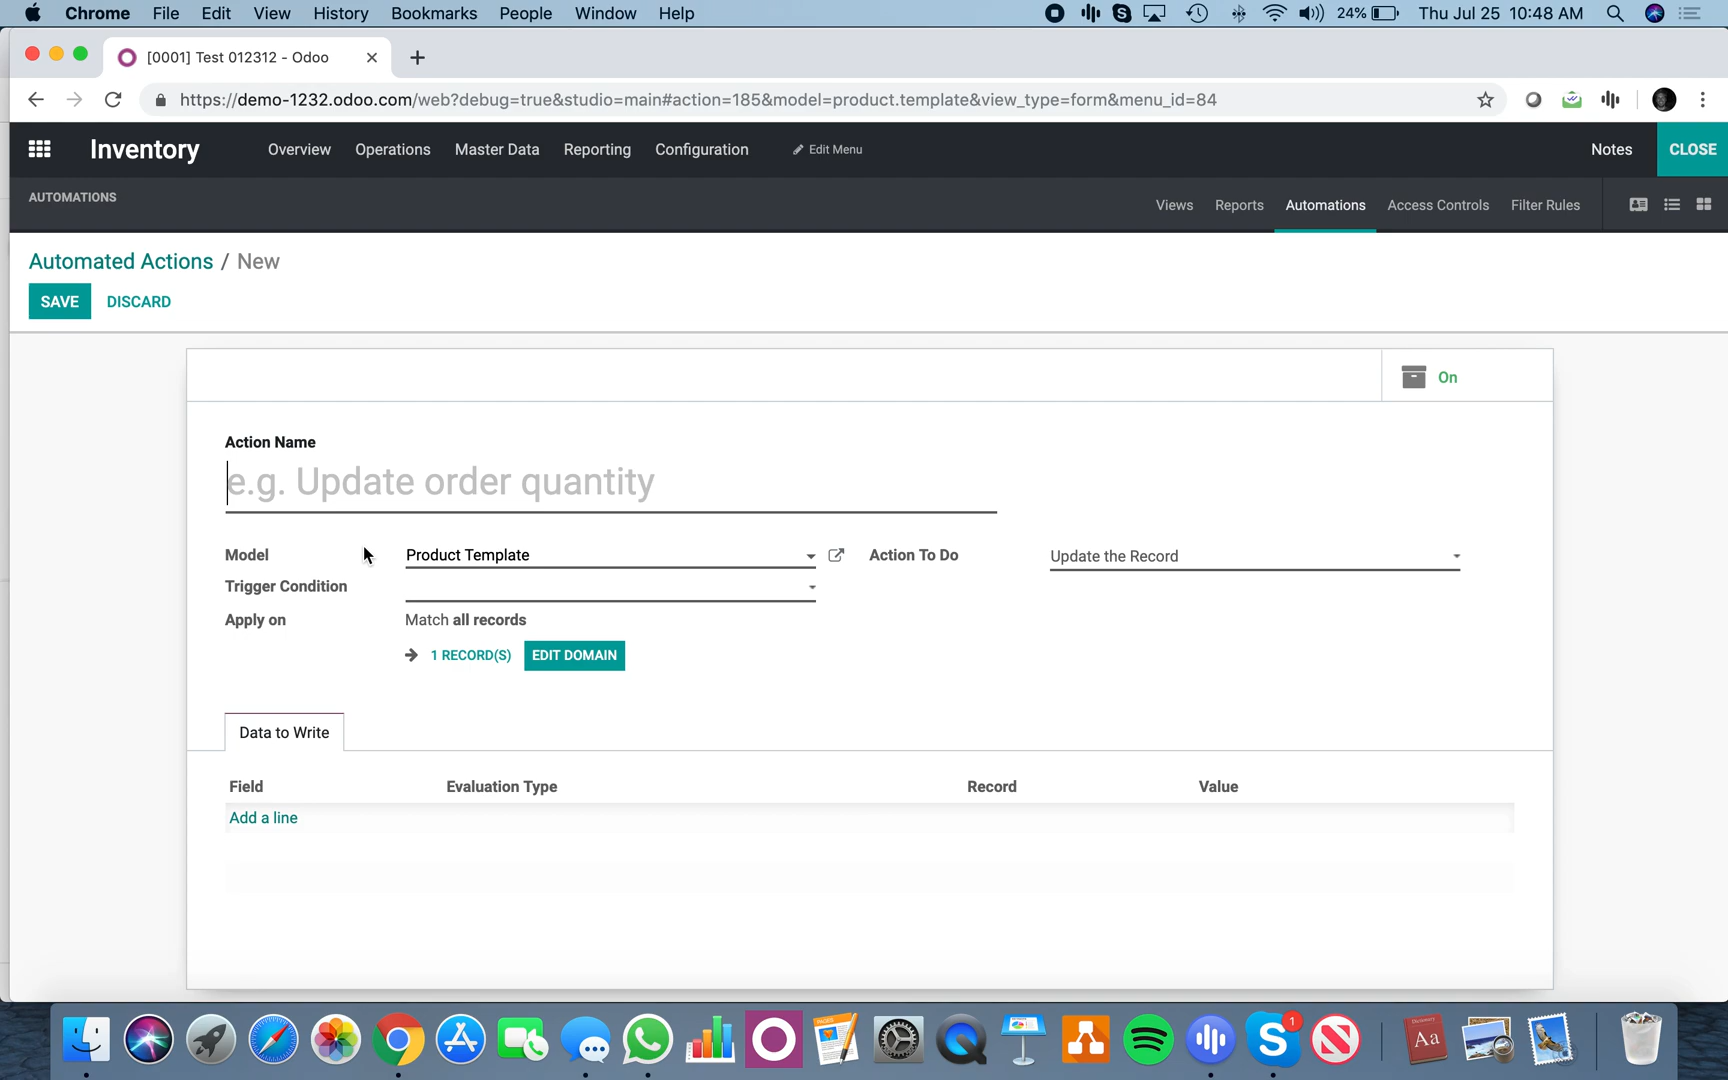 Chrome File Edit View History Bookmarks People Window Help 24% Thu Jul 25 10:48 AM
[0001] Test 012312 - Odoo
https://demo-1232.odoo.com/web?debug=true&studio=main#action=185&model=product.template&view_type=form&menu_id=84
Inventory Overview Operations Master Data Reporting Configuration Edit Menu Notes CLOSE
AUTOMATIONS Views Reports Automations Access Controls Filter Rules
Automated Actions / New
SAVE DISCARD
On
Action Name
e.g. Update order quantity
Model Product Template Action To Do Update the Record
Trigger Condition
Apply on Match all records
1 RECORD(S) EDIT DOMAIN
Data to Write
Field Evaluation Type Record Value
Add a line
PAGES
Dictionary
Aa
1